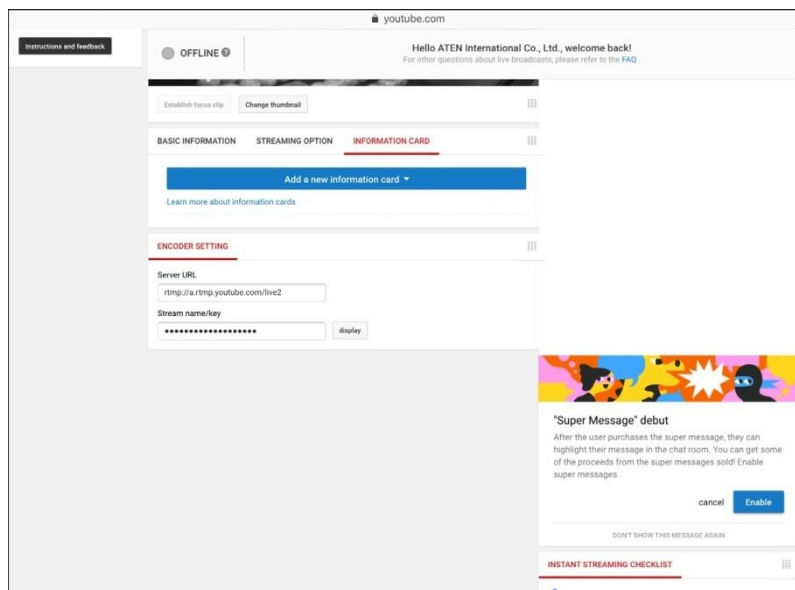 youtube.com
Instructions and feedback
OFFLINE ?
Hello ATEN International Co., Ltd., welcome back!
For other questions about live broadcasts, please refer to the FAQ .
Establish focus clip
Change thumbnail
BASIC INFORMATION
STREAMING OPTION
INFORMATION CARD
Add a new information card
Learn more about information cards
ENCODER SETTING
Server URL
rtmp://a.rtmp.youtube.com/live2
Stream name/key
•••••••••••••••••••
display
"Super Message" debut
After the user purchases the super message, they can
highlight their message in the chat room. You can get some
of the proceeds from the super messages sold! Enable
super messages.
cancel
Enable
DON'T SHOW THIS MESSAGE AGAIN
INSTANT STREAMING CHECKLIST